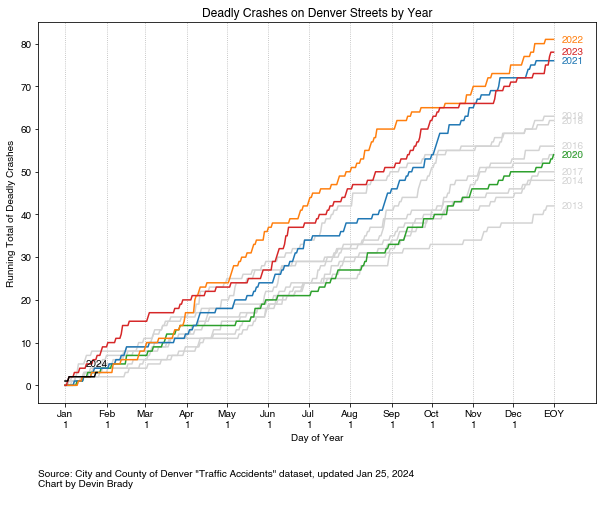 Deadly Crashes on Denver Streets by Year
Running Total of Deadly Crashes
80
70
60
50
40
30
20
10
0
2022
2023
2021
2019
2016
2020
2017
2014
2013
2024
Jan Feb Mar Apr May Jun Jul Aug Sep Oct Nov Dec EOY
1 1 1 1 1 1 1 1 1 1 1 1
Day of Year
Source: City and County of Denver "Traffic Accidents" dataset, updated Jan 25, 2024
Chart by Devin Brady